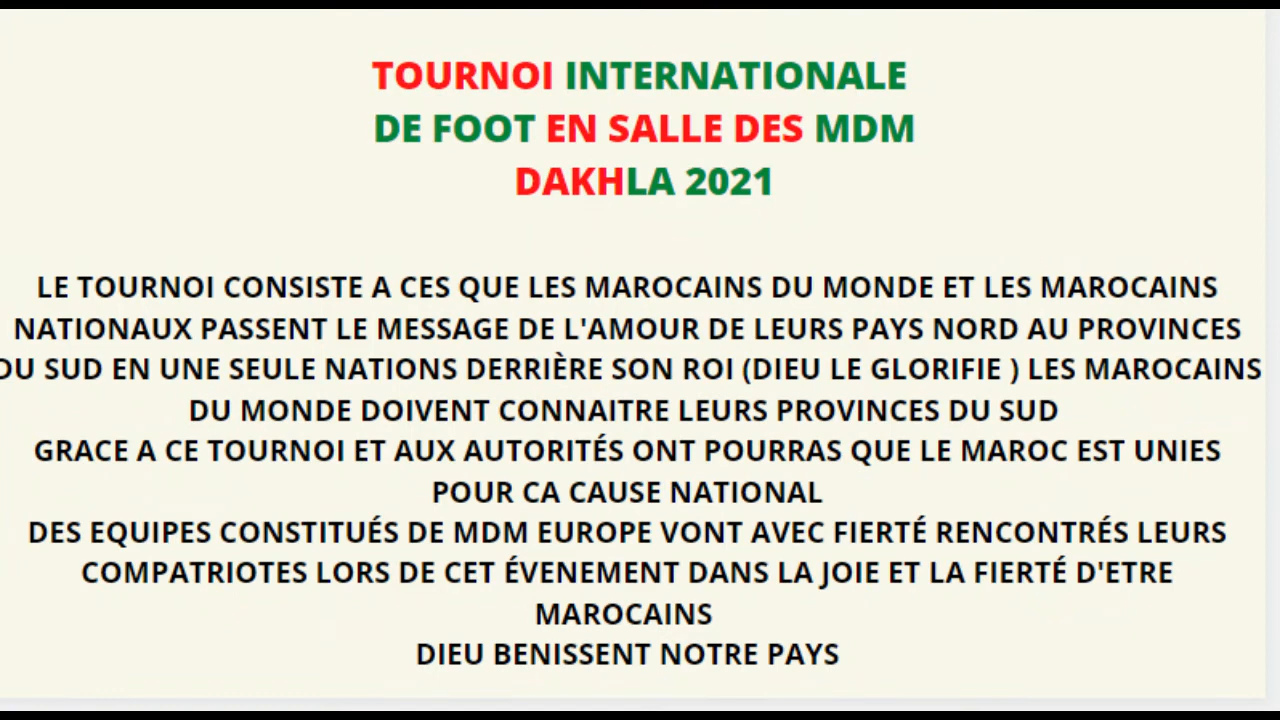 TOURNOI INTERNATIONALE
DE FOOT EN SALLE DES MDM
DAKHLA 2021
LE TOURNOI CONSISTE A CES QUE LES MAROCAINS DU MONDE ET LES MAROCAINS
NATIONAUX PASSENT LE MESSAGE DE L'AMOUR DE LEURS PAYS NORD AU PROVINCES
DU SUD EN UNE SEULE NATIONS DERRIÈRE SON ROI (DIEU LE GLORIFIE ) LES MAROCAINS
DU MONDE DOIVENT CONNAITRE LEURS PROVINCES DU SUD
GRACE A CE TOURNOI ET AUX AUTORITÉS ONT POURRAS QUE LE MAROC EST UNIES
POUR CA CAUSE NATIONAL
DES EQUIPES CONSTITUÉS DE MDM EUROPE VONT AVEC FIERTÉ RENCONTRÉS LEURS
COMPATRIOTES LORS DE CET ÉVENEMENT DANS LA JOIE ET LA FIERTÉ D'ETRE
MAROCAINS
DIEU BENISSENT NOTRE PAYS